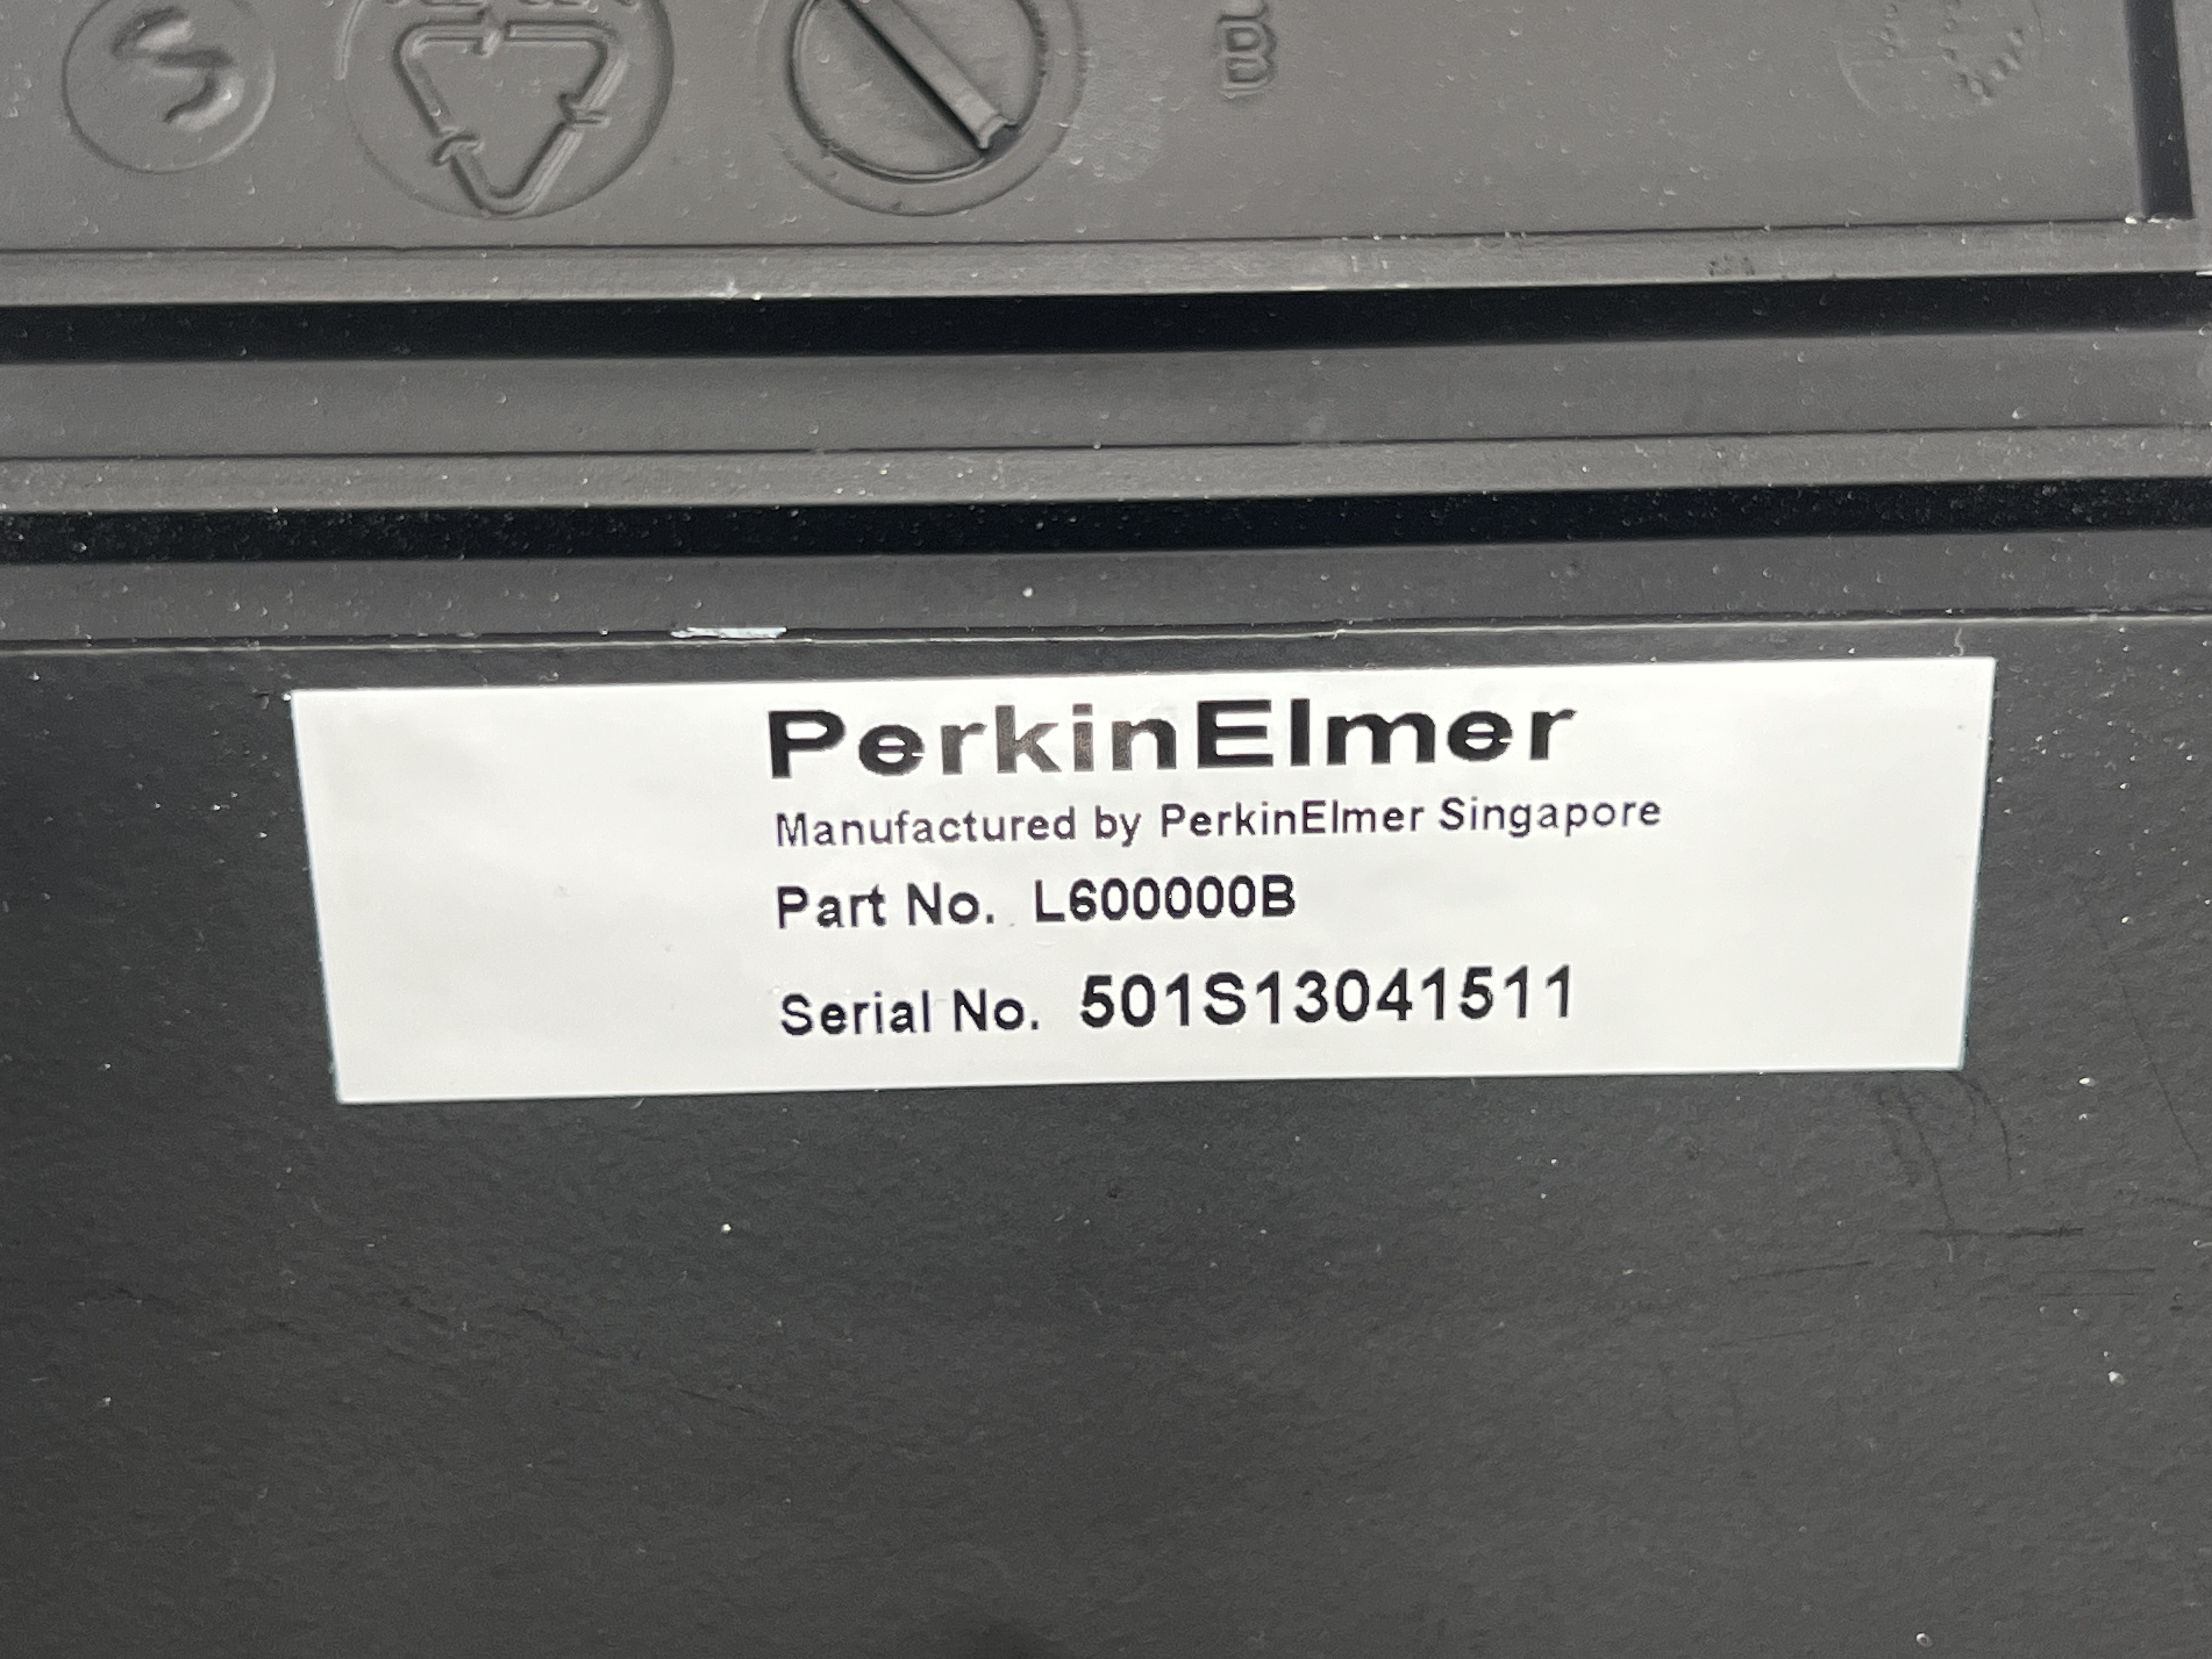 B
PerkinElmer
Manufactured by PerkinElmer Singapore
Part No. L600000B
Serial No. 501S13041511